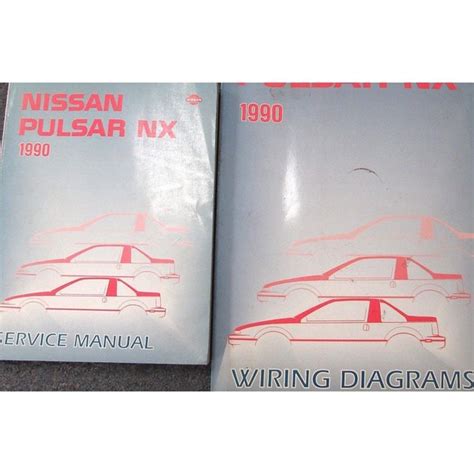 NISSAN
PULSAR NX
1990
SERVICE MANUAL
PULSAR NX
1990
WIRING DIAGRAMS